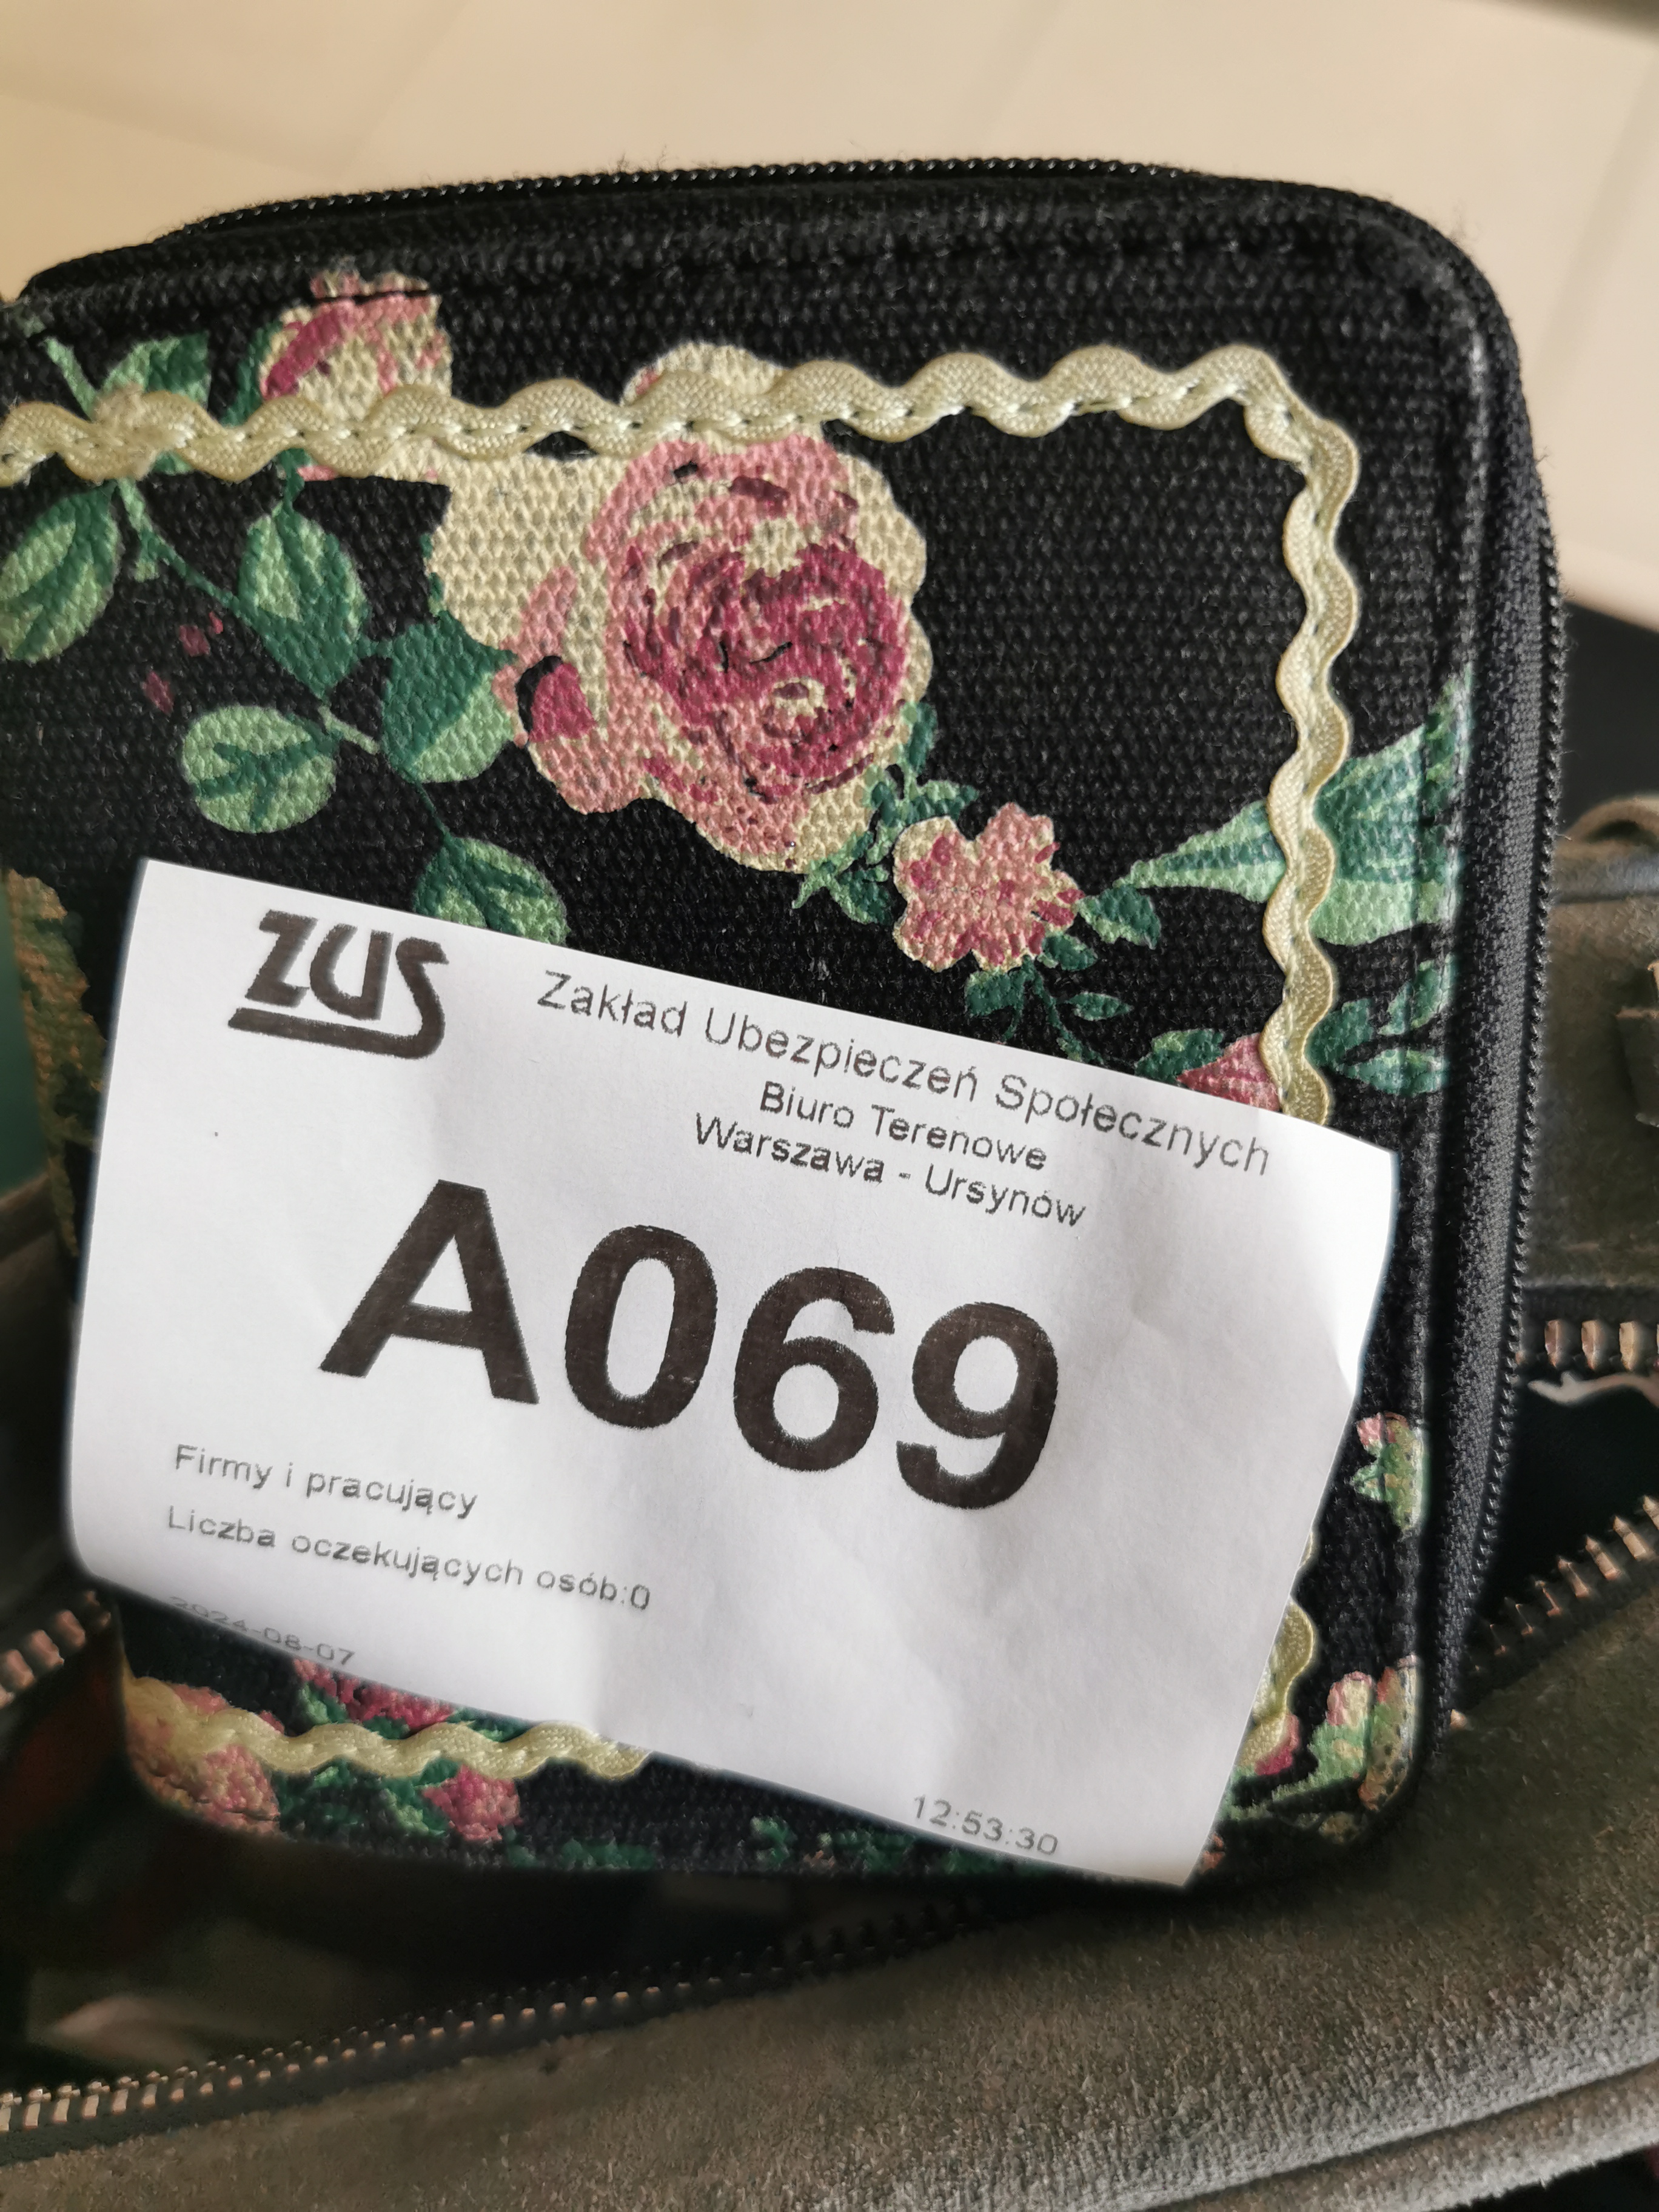 ZUS
Zakład Ubezpieczeń Społecznych
Biuro Terenowe
Warszawa - Ursynów
A069
Firmy i pracujący
Liczba oczekujących osób:0
2024-08-07
12:53:30